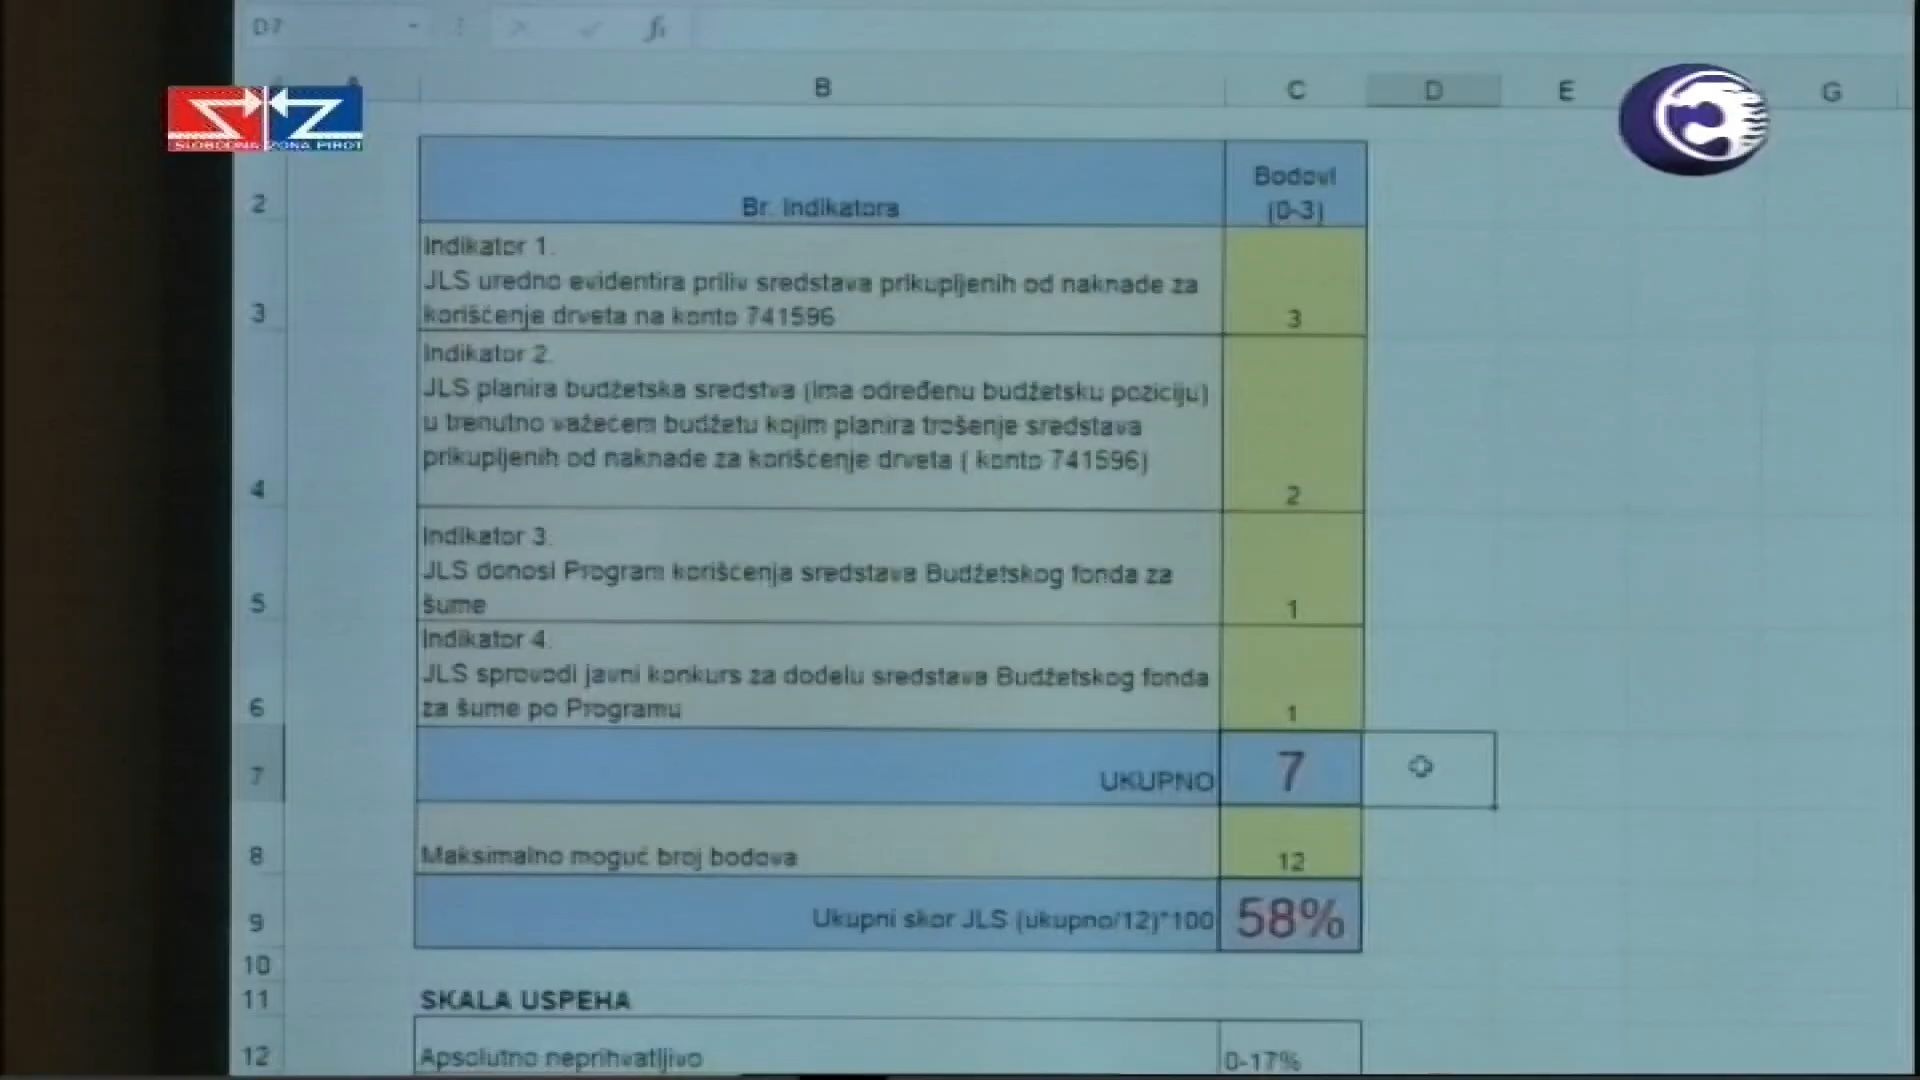 D7
fx
A B C D E G
SLOBODNA ZONA PIROT
2
Br. Indikatora
Bodovi
(0-3)
Indikator 1.
JLS uredno evidentira priliv sredstava prikupljenih od naknade za
korišćenje drveta na konto 741596
3
3
Indikator 2.
JLS planira budžetska sredstva (ima određenu budžetsku poziciju)
u trenutno važećem budžetu kojim planira trošenje sredstava
prikupljenih od naknade za korišćenje drveta ( konto 741596)
4
2
Indikator 3.
JLS donosi Program korišćenja sredstava Budžetskog fonda za
šume
5
1
Indikator 4.
JLS sprovodi javni konkurs za dodelu sredstava Budžetskog fonda
za šume po Programu
6
1
7
UKUPNO
7
8
Maksimalno moguć broj bodova
12
9
Ukupni skor JLS (ukupno/12)*100
58%
10
11
SKALA USPEHA
12
Apsolutno neprihvatljivo
0-17%